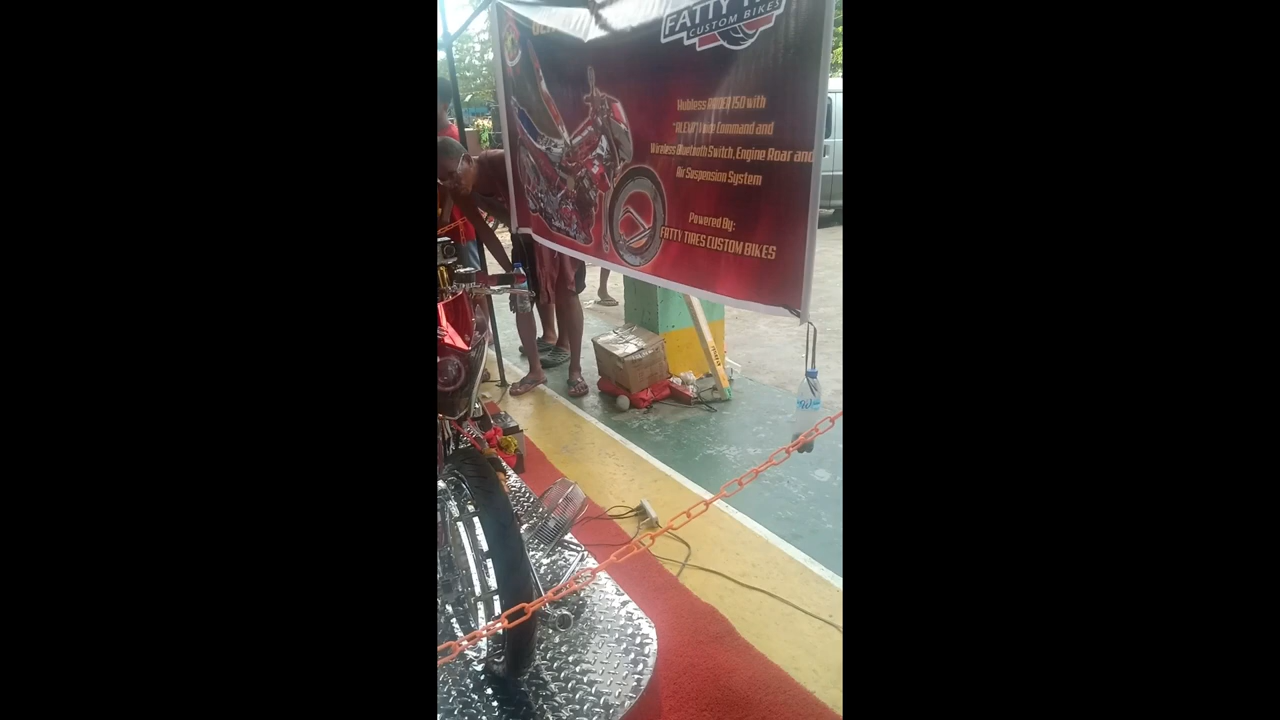 FATTY
CUSTOM BIKES
Hubless RAIDER 150 with
Voice Command and
Wireless Bluetooth Switch, Engine Roar and
Air Suspension System
Powered By:
FATTY TIRES CUSTOM BIKES